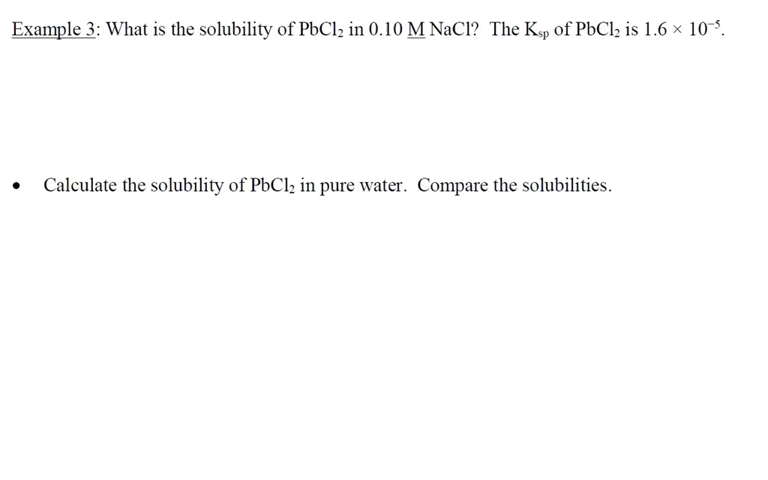 Example 3: What is the solubility of PbCl₂ in 0.10 M NaCl? The Kₛₚ of PbCl₂ is 1.6 × 10⁻⁵.
• Calculate the solubility of PbCl₂ in pure water. Compare the solubilities.